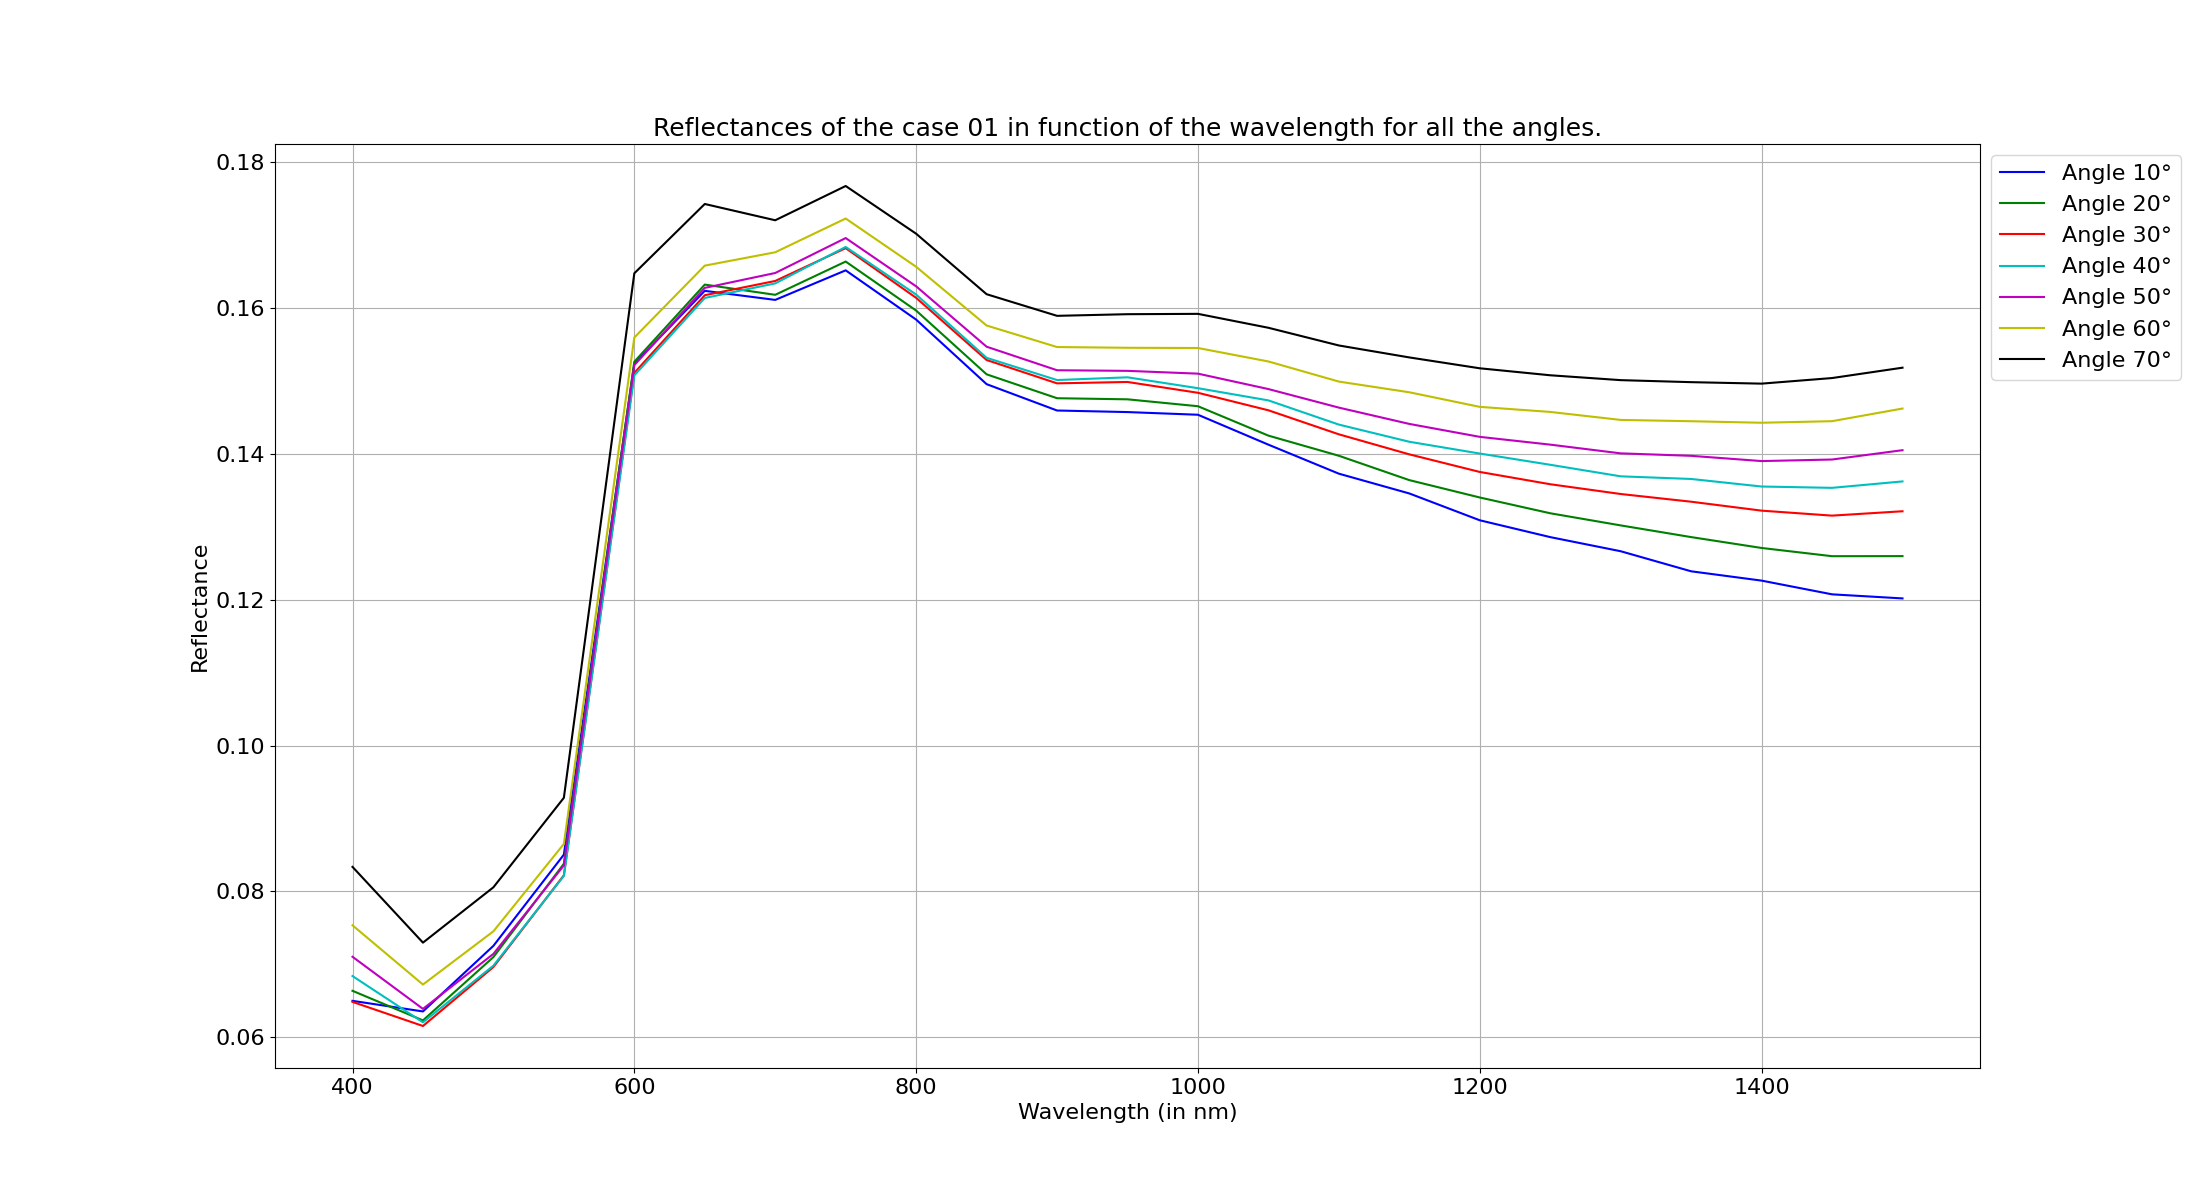 Reflectances of the case 01 in function of the wavelength for all the angles.
0.18
0.16
0.14
0.12
0.10
0.08
0.06
Reflectance
400 600 800 1000 1200 1400
Wavelength (in nm)
Angle 10°
Angle 20°
Angle 30°
Angle 40°
Angle 50°
Angle 60°
Angle 70°